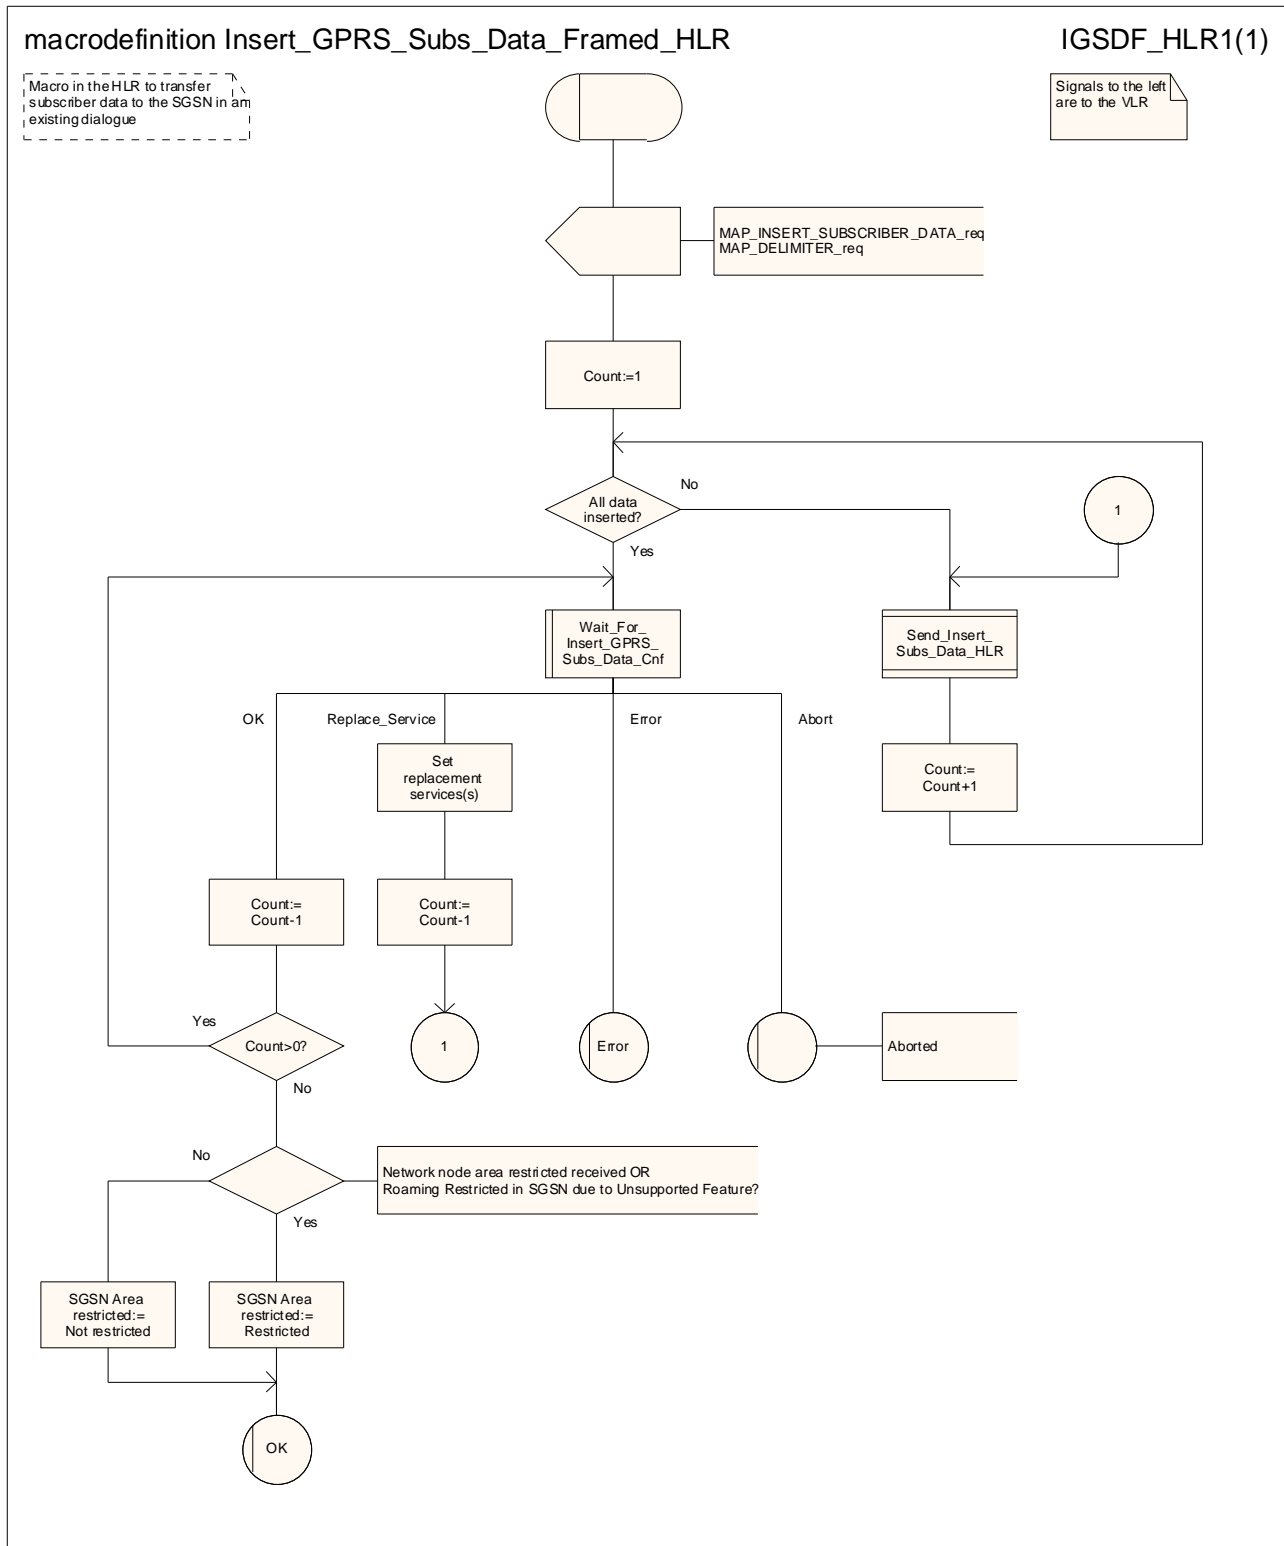 macrodefinition Insert_GPRS_Subs_Data_Framed_HLR
IGSDF_HLR1(1)
Macro in the HLR to transfer
subscriber data to the SGSN in an
existing dialogue
Signals to the left
are to the VLR
MAP_INSERT_SUBSCRIBER_DATA_req
MAP_DELIMITER_req
Count:=1
All data
inserted?
No
Yes
1
Wait_For_
Insert_GPRS_
Subs_Data_Cnf
Send_Insert_
Subs_Data_HLR
OK
Replace_Service
Error
Abort
Set
replacement
services(s)
Count:=
Count+1
Count:=
Count-1
Count:=
Count-1
Yes
Count>0?
No
1
Error
Aborted
No
Yes
Network node area restricted received OR
Roaming Restricted in SGSN due to Unsupported Feature?
SGSN Area
restricted:=
Not restricted
SGSN Area
restricted:=
Restricted
OK